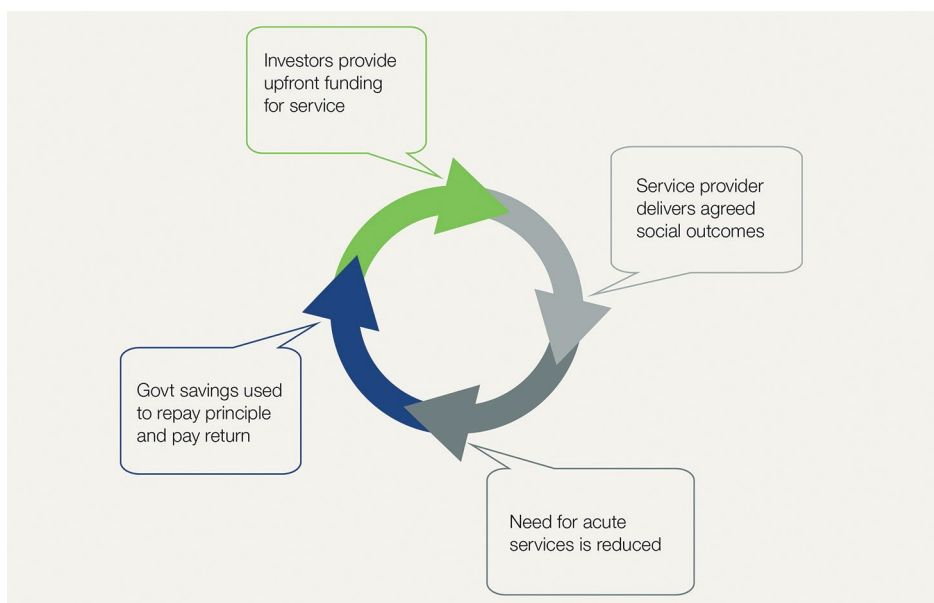 Investors provide
upfront funding
for service
Service provider
delivers agreed
social outcomes
Need for acute
services is reduced
Govt savings used
to repay principle
and pay return